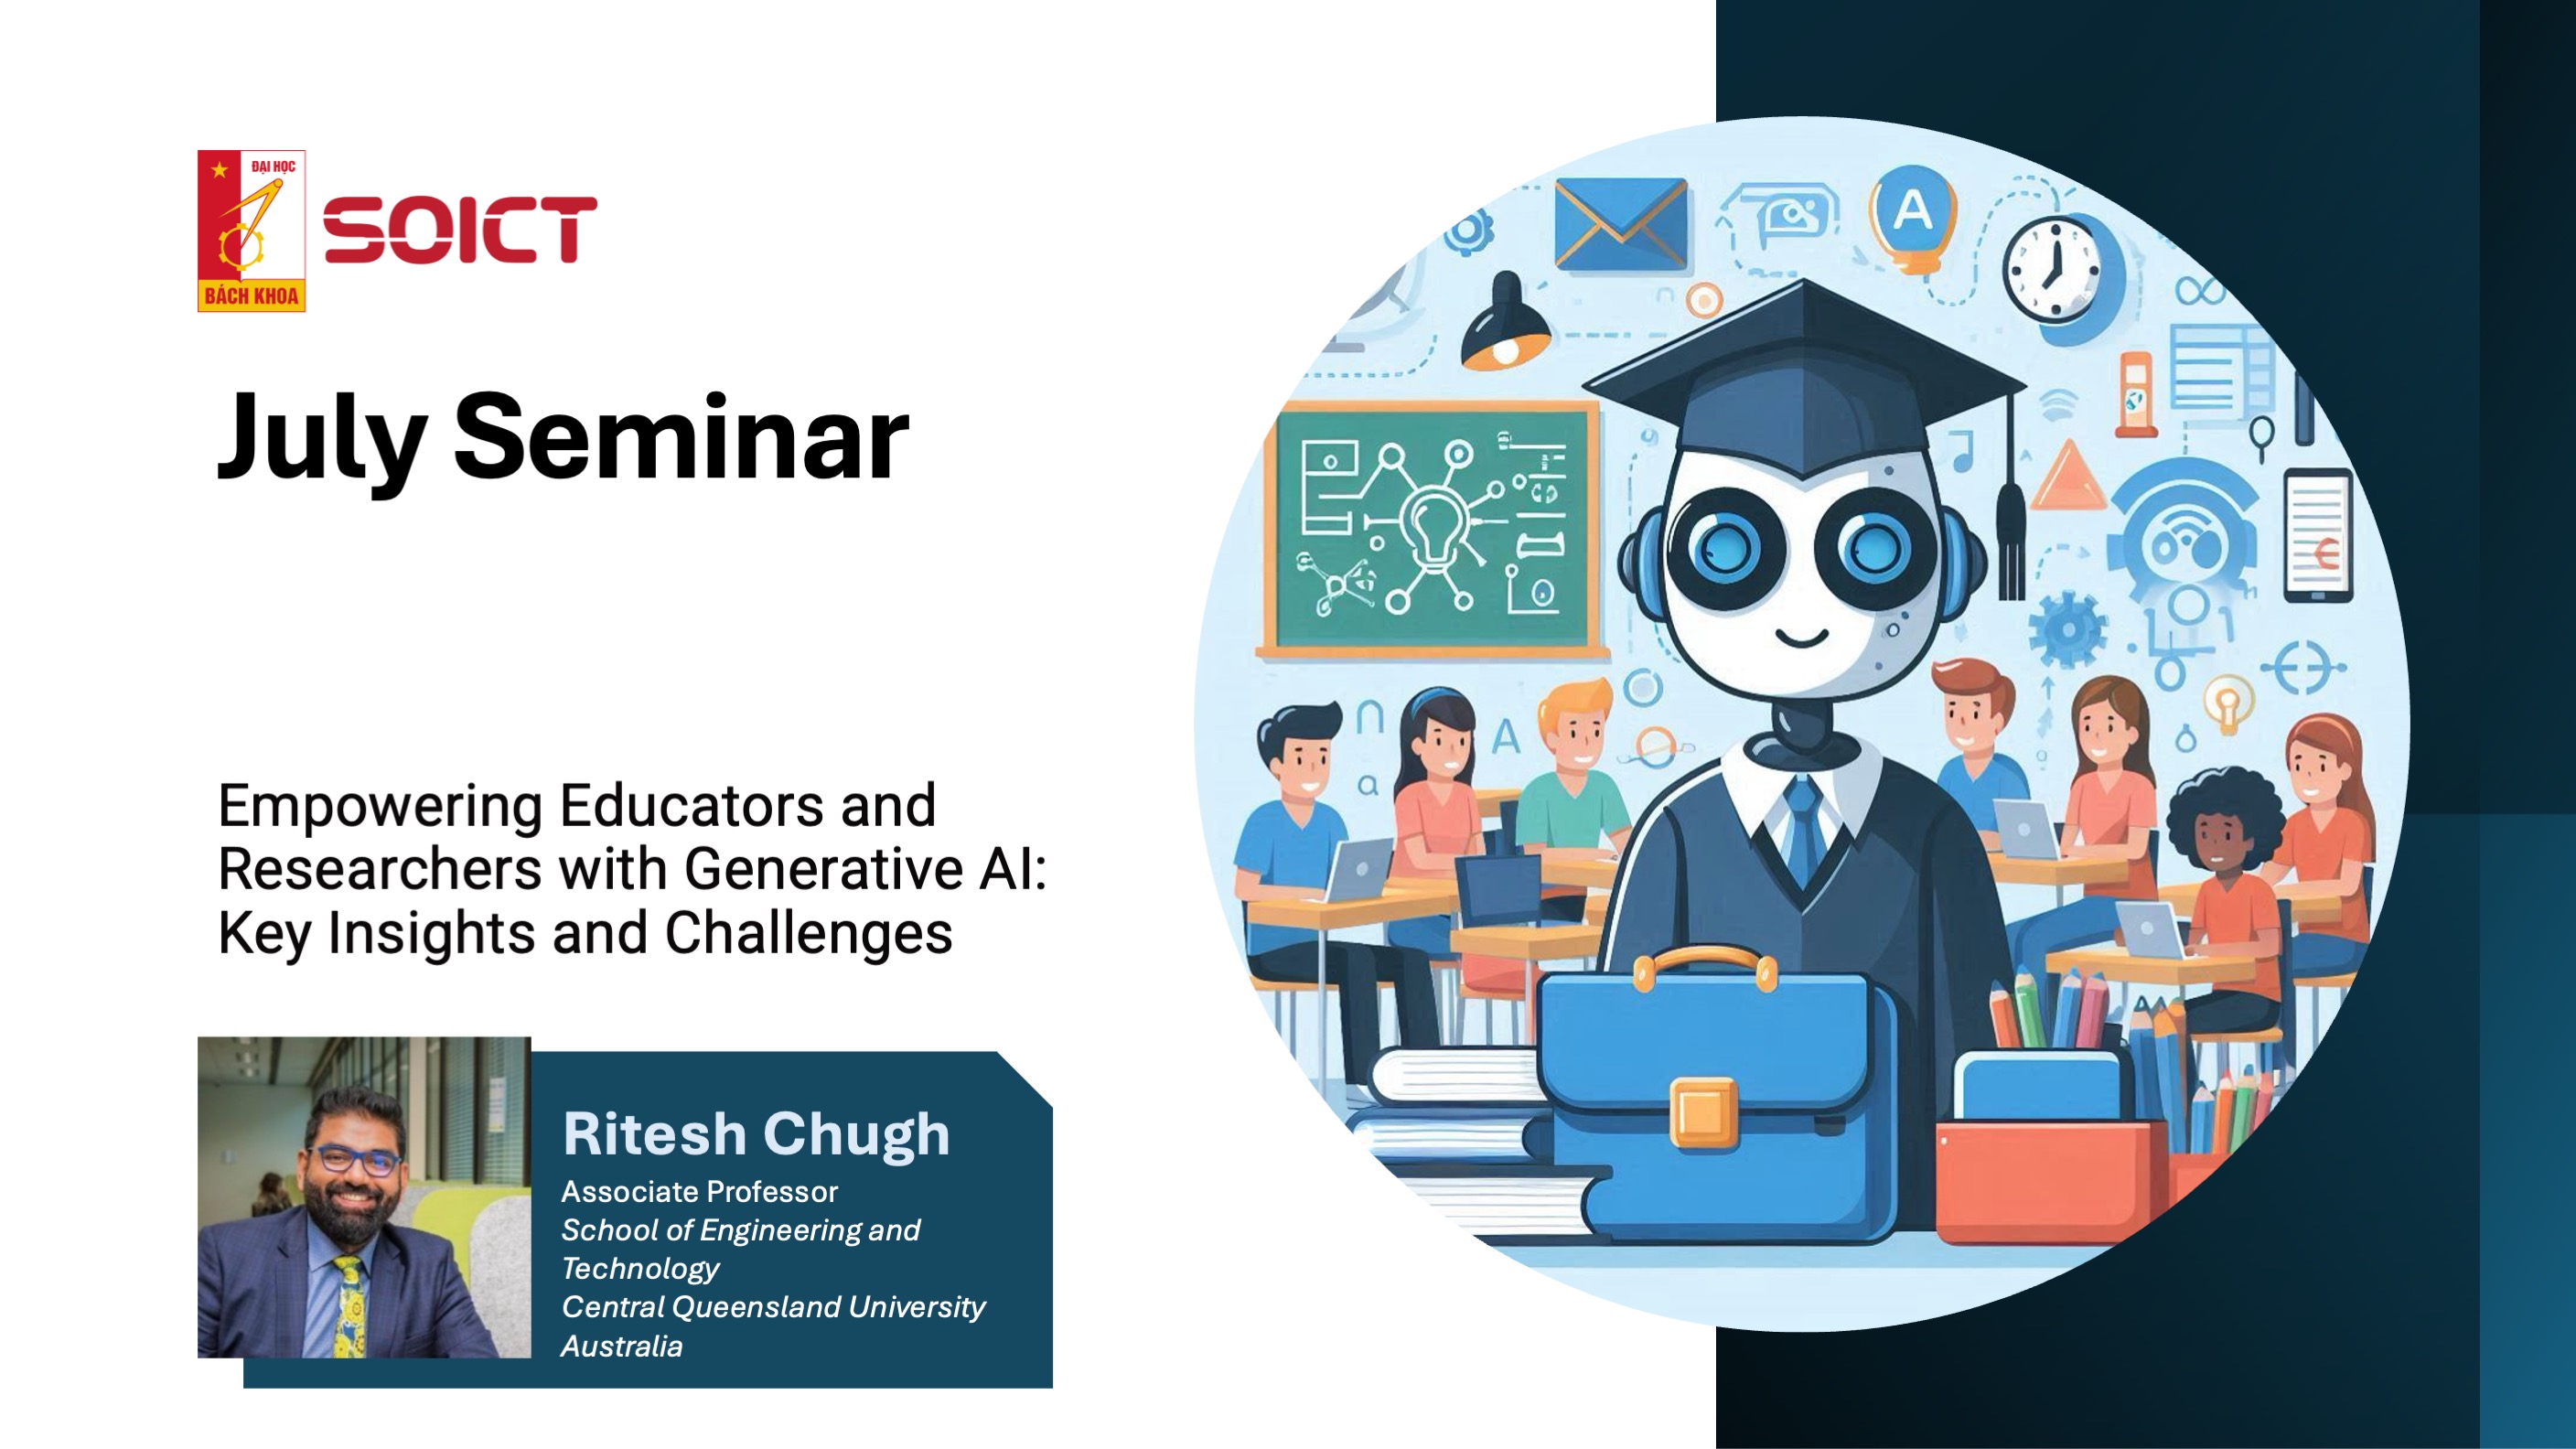 ĐẠI HỌC
BÁCH KHOA
SOICT
July Seminar
Empowering Educators and
Researchers with Generative AI:
Key Insights and Challenges
Ritesh Chugh
Associate Professor
School of Engineering and
Technology
Central Queensland University
Australia
A
A
a